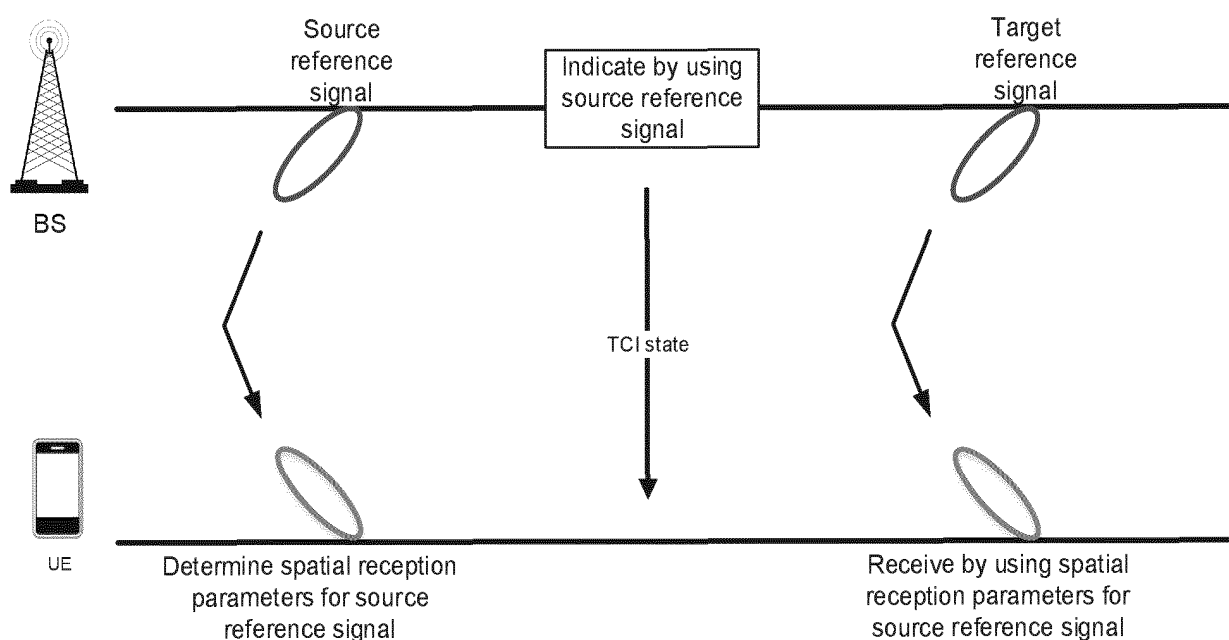 Source
reference
signal
Indicate by using
source reference
signal
Target
reference
signal
BS
TCI state
UE
Determine spatial reception
parameters for source
reference signal
Receive by using spatial
reception parameters for
source reference signal